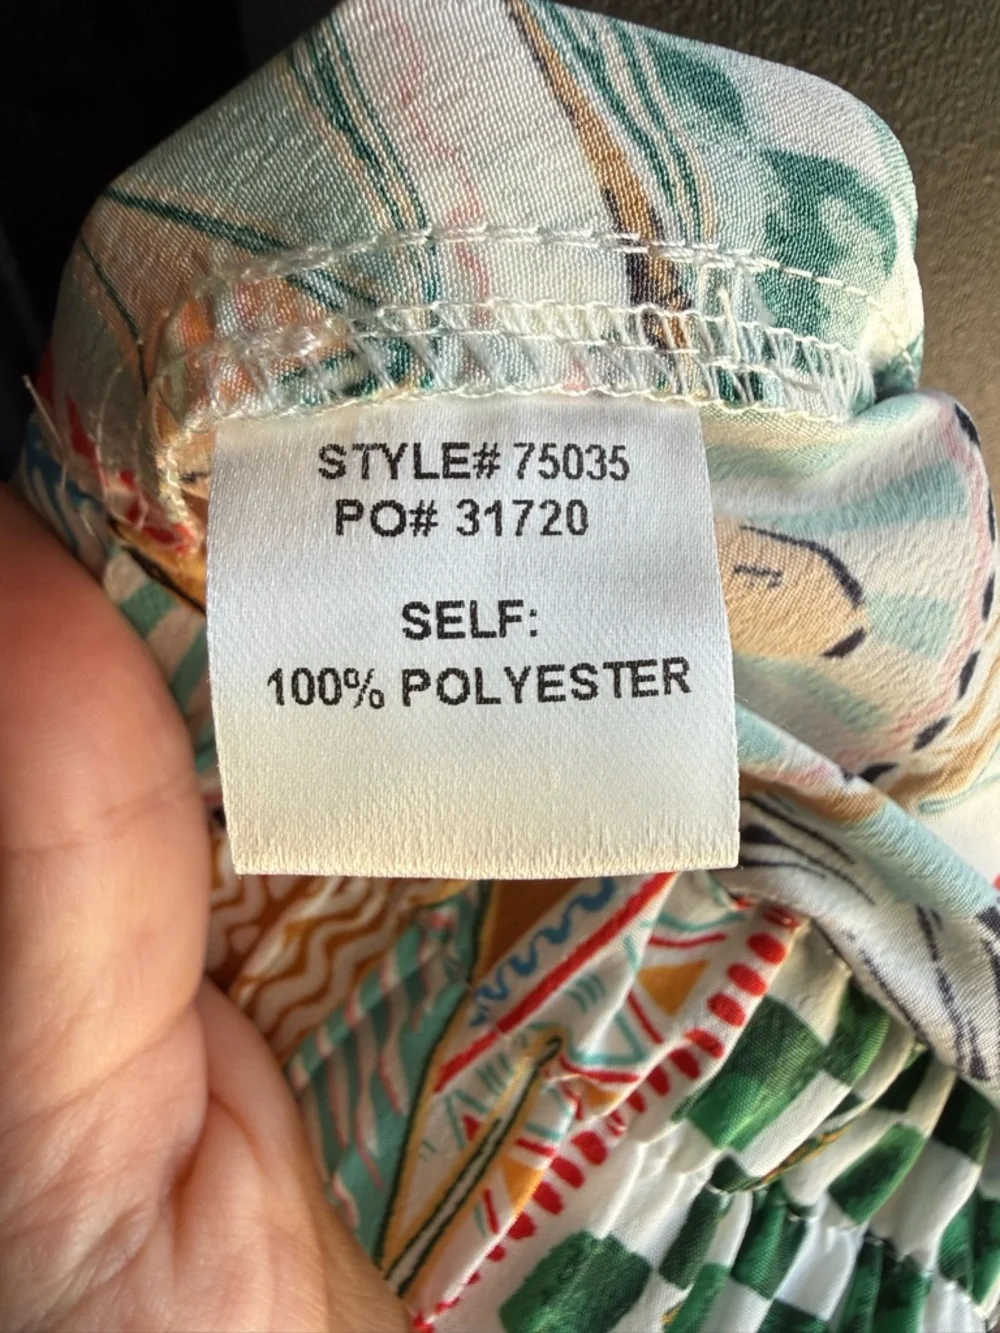 STYLE# 75035
PO# 31720
SELF:
100% POLYESTER